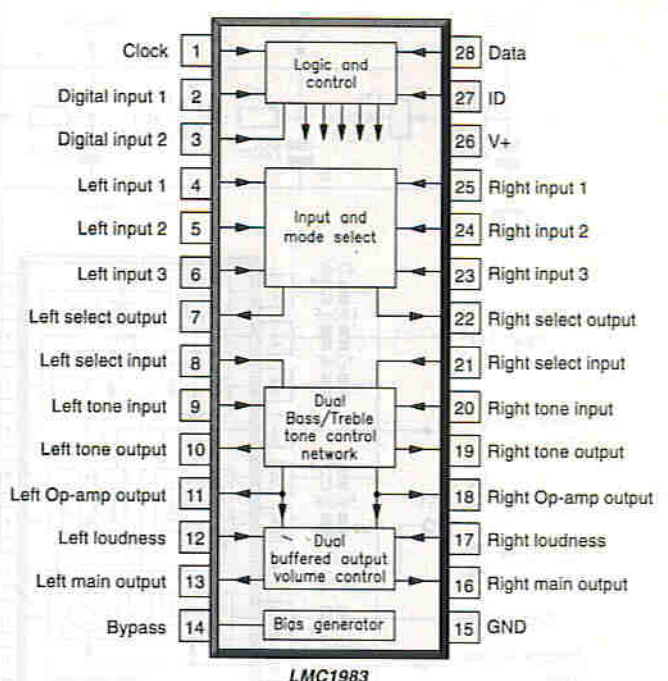 Clock 1
Digital input 1 2
Digital input 2 3
Left input 1 4
Left input 2 5
Left input 3 6
Left select output 7
Left select input 8
Left tone input 9
Left tone output 10
Left Op-amp output 11
Left loudness 12
Left main output 13
Bypass 14
Logic and
control
Input and
mode select
Dual
Bass/Treble
tone control
network
Dual
buffered output
volume control
Bias generator
28 Data
27 ID
26 V+
25 Right input 1
24 Right input 2
23 Right input 3
22 Right select output
21 Right select input
20 Right tone input
19 Right tone output
18 Right Op-amp output
17 Right loudness
16 Right main output
15 GND
LMC1983